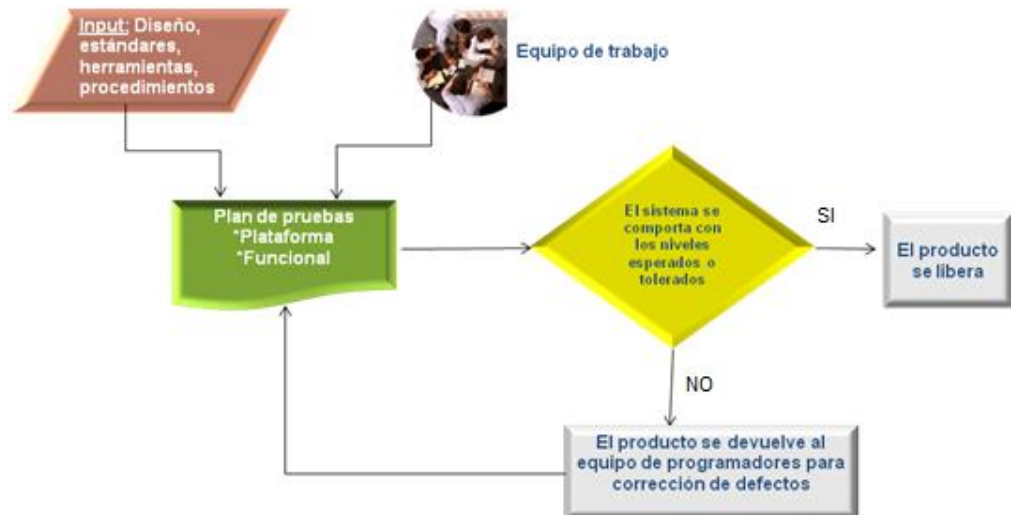 Input: Diseño,
estándares,
herramientas,
procedimientos
Equipo de trabajo
Plan de pruebas
*Plataforma
*Funcional
El sistema se
comporta con
los niveles
esperados o
tolerados
SI
El producto
se libera
NO
El producto se devuelve al
equipo de programadores para
corrección de defectos